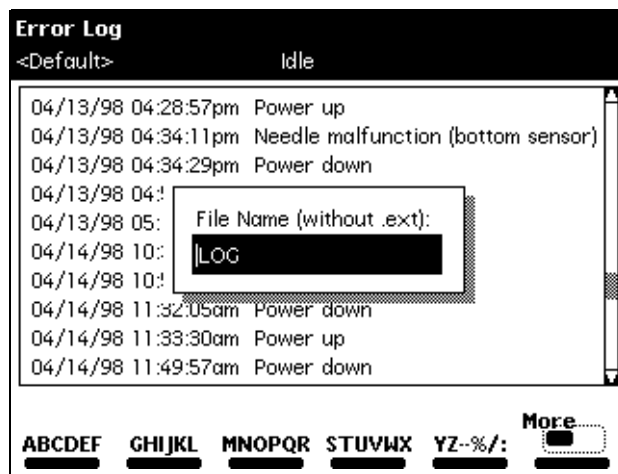 Error Log
<Default> Idle
04/13/98 04:28:57pm Power up
04/13/98 04:34:11pm Needle malfunction (bottom sensor)
04/13/98 04:34:29pm Power down
04/13/98 04:
04/13/98 05:
04/14/98 10:
04/14/98 10:
File Name (without .ext):
LOG
04/14/98 11:32:05am Power down
04/14/98 11:33:30am Power up
04/14/98 11:49:57am Power down
More
ABCDEF GHIJKL MNOPQR STUVWX YZ-%/: